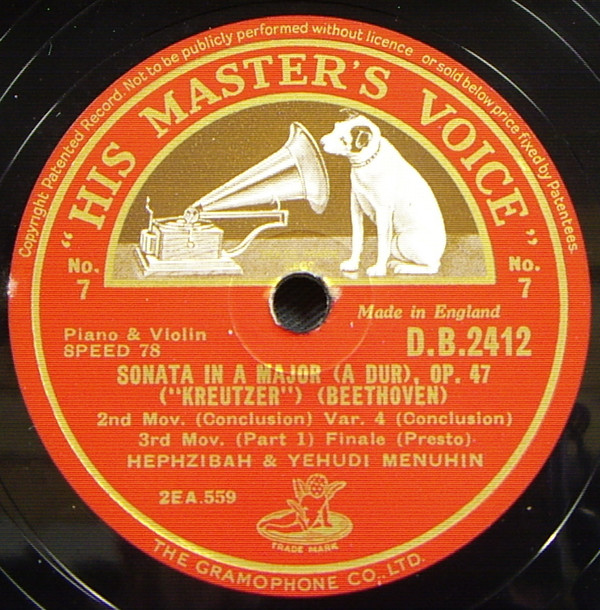 Copyright Patented Record. Not to be publicly performed without licence or sold below price fixed by Patentees.
"HIS MASTER'S VOICE"
No. 7
No. 7
Made in England
Piano & Violin
SPEED 78
D.B.2412
SONATA IN A MAJOR (A DUR), OP. 47
("KREUTZER") (BEETHOVEN)
2nd Mov. (Conclusion) Var. 4 (Conclusion)
3rd Mov. (Part 1) Finale (Presto)
HEPHZIBAH & YEHUDI MENUHIN
2EA.559
TRADE MARK
THE GRAMOPHONE CO., LTD.